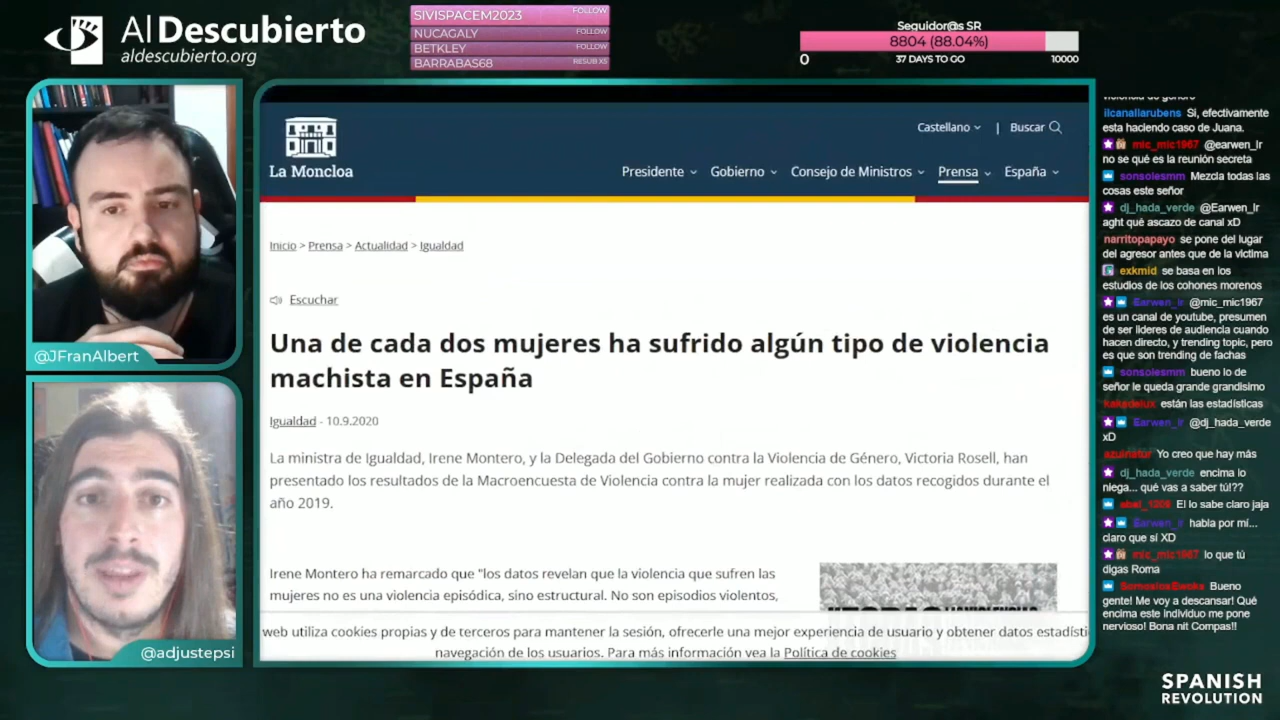 Al Descubierto
aldescubierto.org
SIVISPACEM2023 FOLLOW
NUCAGALY FOLLOW
BETKLEY FOLLOW
BARRABAS68 RESUB X5
Seguidor@s SR
8804 (88.04%)
0 37 DAYS TO GO 10000
@JFranAlbert
@adjustepsi
La Moncloa
Castellano | Buscar
Presidente Gobierno Consejo de Ministros Prensa España
Inicio > Prensa > Actualidad > Igualdad
Escuchar
Una de cada dos mujeres ha sufrido algún tipo de violencia
machista en España
Igualdad - 10.9.2020
La ministra de Igualdad, Irene Montero, y la Delegada del Gobierno contra la Violencia de Género, Victoria Rosell, han
presentado los resultados de la Macroencuesta de Violencia contra la mujer realizada con los datos recogidos durante el
año 2019.
Irene Montero ha remarcado que "los datos revelan que la violencia que sufren las
mujeres no es una violencia episódica, sino estructural. No son episodios violentos,
web utiliza cookies propias y de terceros para mantener la sesión, ofrecerle una mejor experiencia de usuario y obtener datos estadísti
navegación de los usuarios. Para más información vea la Política de cookies
violencia de género
ilcanallarubens Si, efectivamente
esta haciendo caso de Juana.
mic_mic1967 @earwen_lr
no se qué es la reunión secreta
sonsolesmm Mezcla todas las
cosas este señor
dj_hada_verde @Earwen_lr
aght qué ascazo de canal xD
narritopapayo se pone del lugar
del agresor antes que de la victima
exkmid se basa en los
estudios de los cohones morenos
Earwen_lr @mic_mic1967
es un canal de youtube, presumen
de ser lideres de audiencia cuando
hacen directo, y trending topic, pero
es que son trending de fachas
sonsolesmm bueno lo de
señor le queda grande grandisimo
kakadelux están las estadísticas
Earwen_lr @dj_hada_verde
xD
azulnator Yo creo que hay más
dj_hada_verde encima lo
niega... qué vas a saber tú!??
El lo sabe claro jaja
Earwen_lr habla por mí...
claro que sí XD
mic_mic1967 lo que tú
digas Roma
Bueno
gente! Me voy a descansar! Qué
encima este individuo me pone
nervioso! Bona nit Compas!!
SPANISH
REVOLUTION